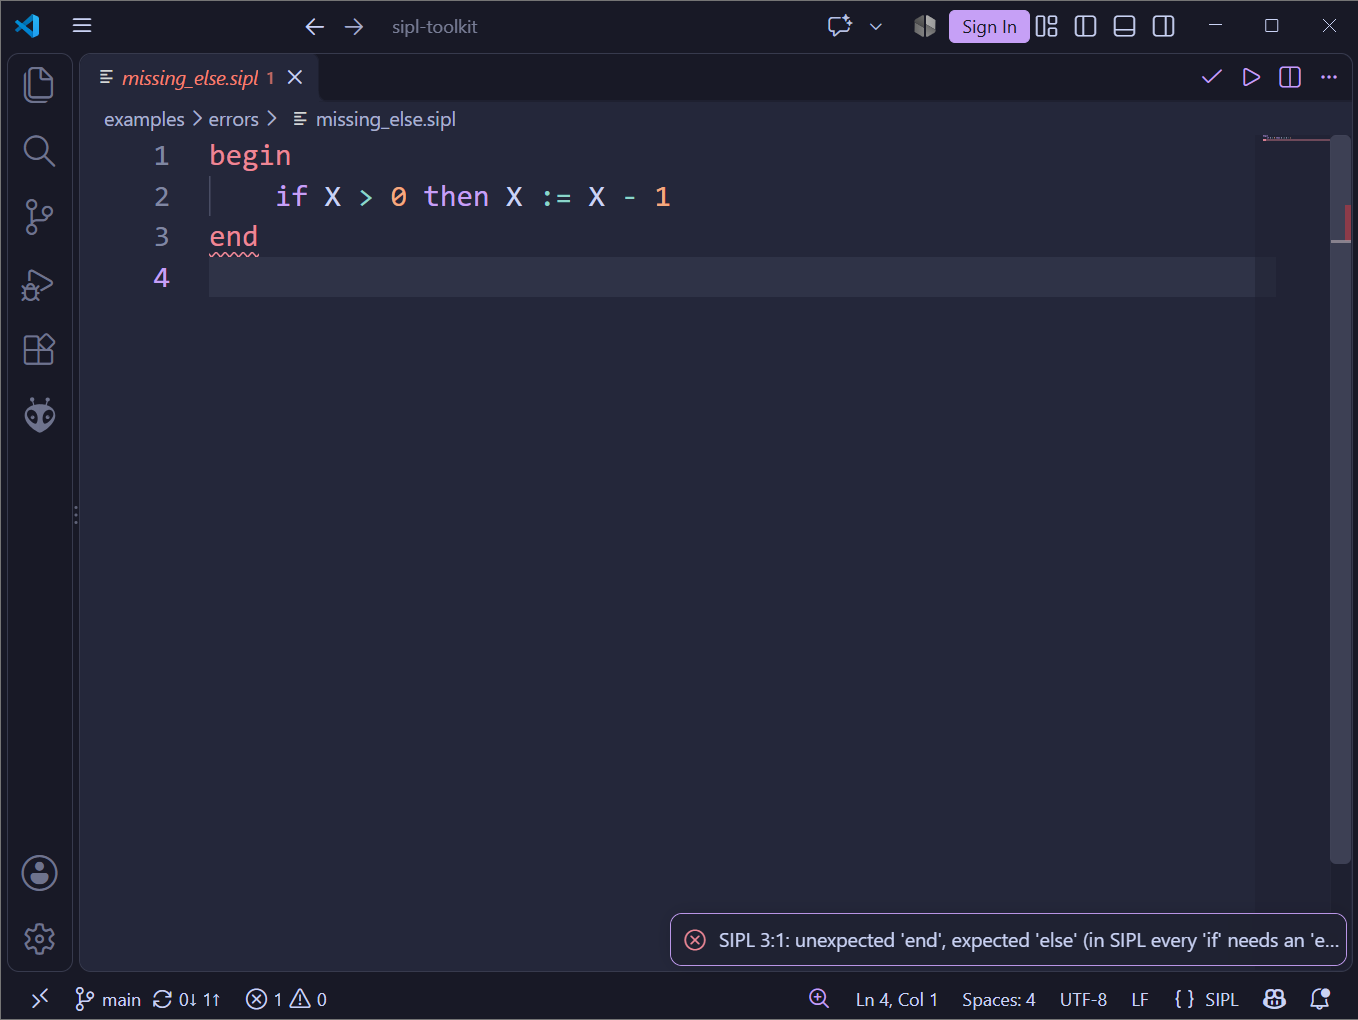 sipl-toolkit
Sign In
missing_else.sipl 1
examples > errors > missing_else.sipl
1 begin
2 if X > 0 then X := X - 1
3 end
4
SIPL 3:1: unexpected 'end', expected 'else' (in SIPL every 'if' needs an 'e...
main 0↓ 1↑ 1 0 Ln 4, Col 1 Spaces: 4 UTF-8 LF { } SIPL